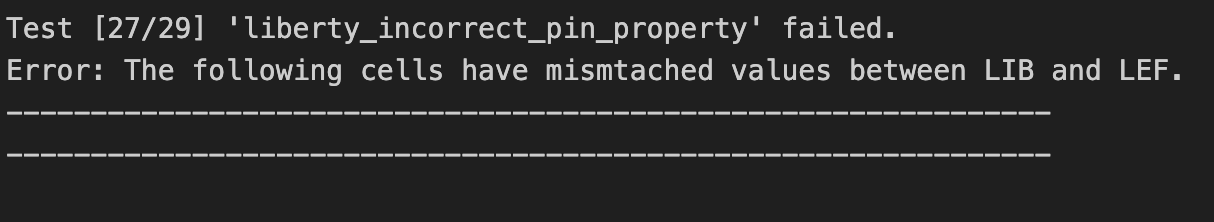 Test [27/29] 'liberty_incorrect_pin_property' failed.
Error: The following cells have mismtached values between LIB and LEF.
--------------------------------------------------------------
--------------------------------------------------------------